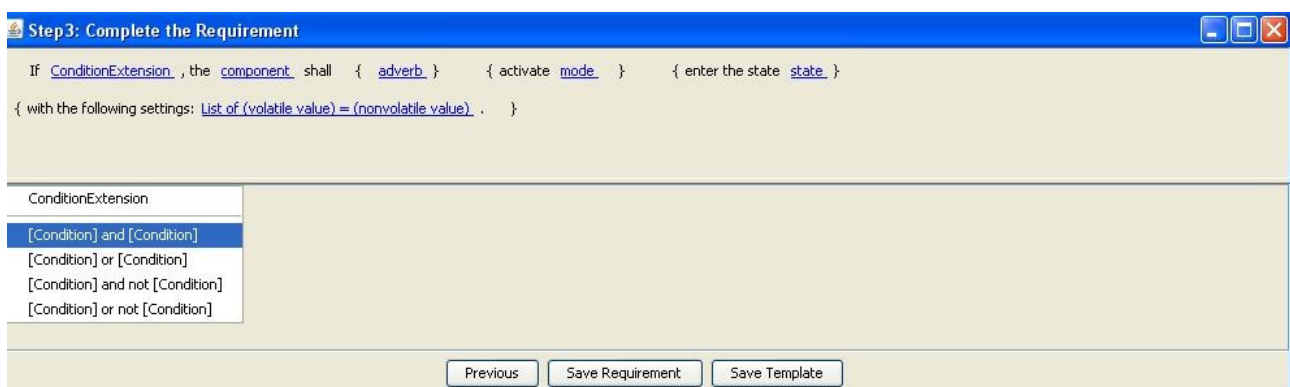 Step3: Complete the Requirement
If ConditionExtension , the component shall { adverb } { activate mode } { enter the state state }
{ with the following settings: List of (volatile value) = (nonvolatile value) . }
ConditionExtension
[Condition] and [Condition]
[Condition] or [Condition]
[Condition] and not [Condition]
[Condition] or not [Condition]
Previous Save Requirement Save Template